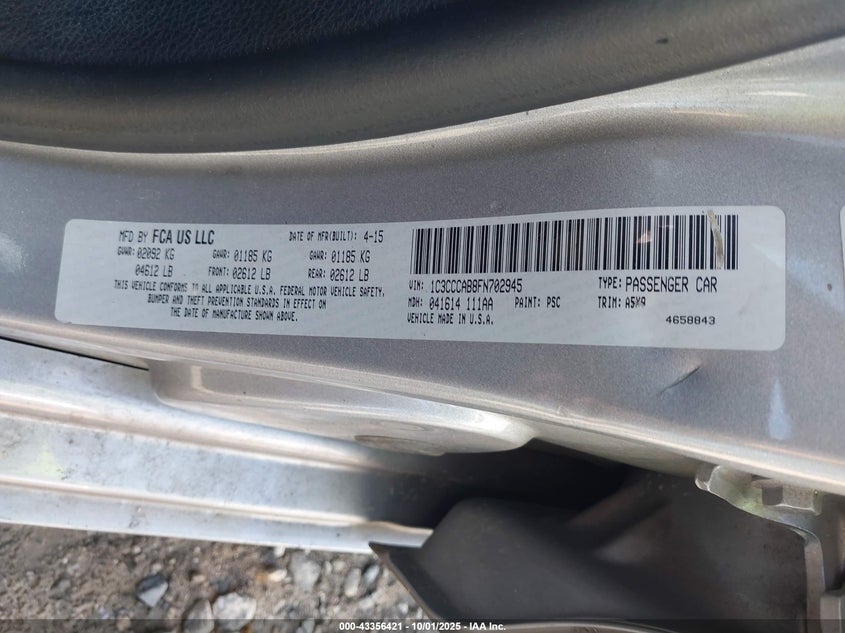 MFD BY FCA US LLC DATE OF MFR(BUILT): 4-15
GVWR: 02092 KG GAWR: 01185 KG GAWR: 01185 KG
04612 LB FRONT: 02612 LB REAR: 02612 LB
THIS VEHICLE CONFORMS TO ALL APPLICABLE U.S.A. FEDERAL MOTOR VEHICLE SAFETY,
BUMPER AND THEFT PREVENTION STANDARDS IN EFFECT ON
THE DATE OF MANUFACTURE SHOWN ABOVE.
VIN: 1C3CCCAB8FN702945 TYPE: PASSENGER CAR
MDH: 041614 111AA PAINT: PSC TRIM: A5X9
VEHICLE MADE IN U.S.A. 4658843
000-43356421 - 10/01/2025 - IAA Inc.